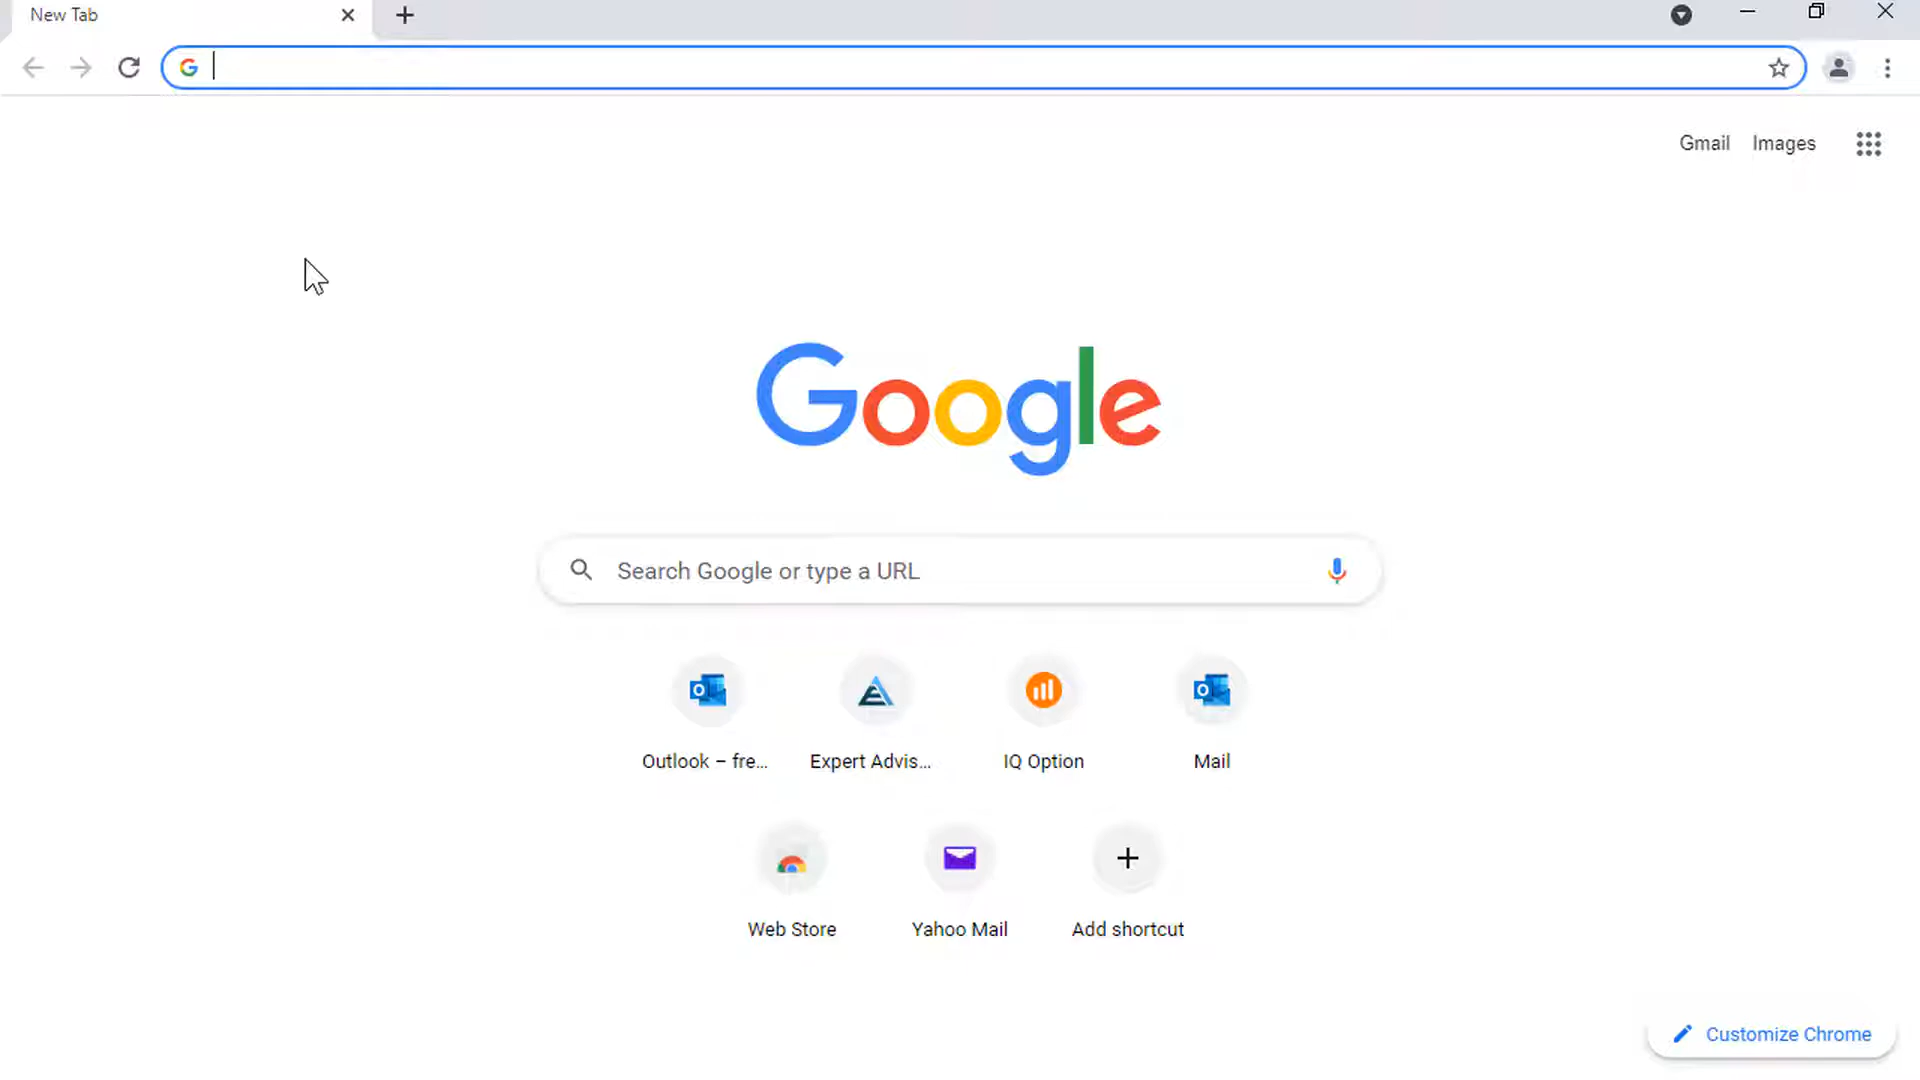 New Tab
Gmail Images
Google
Search Google or type a URL
Outlook – fre...
Expert Advis...
IQ Option
Mail
Web Store
Yahoo Mail
Add shortcut
Customize Chrome